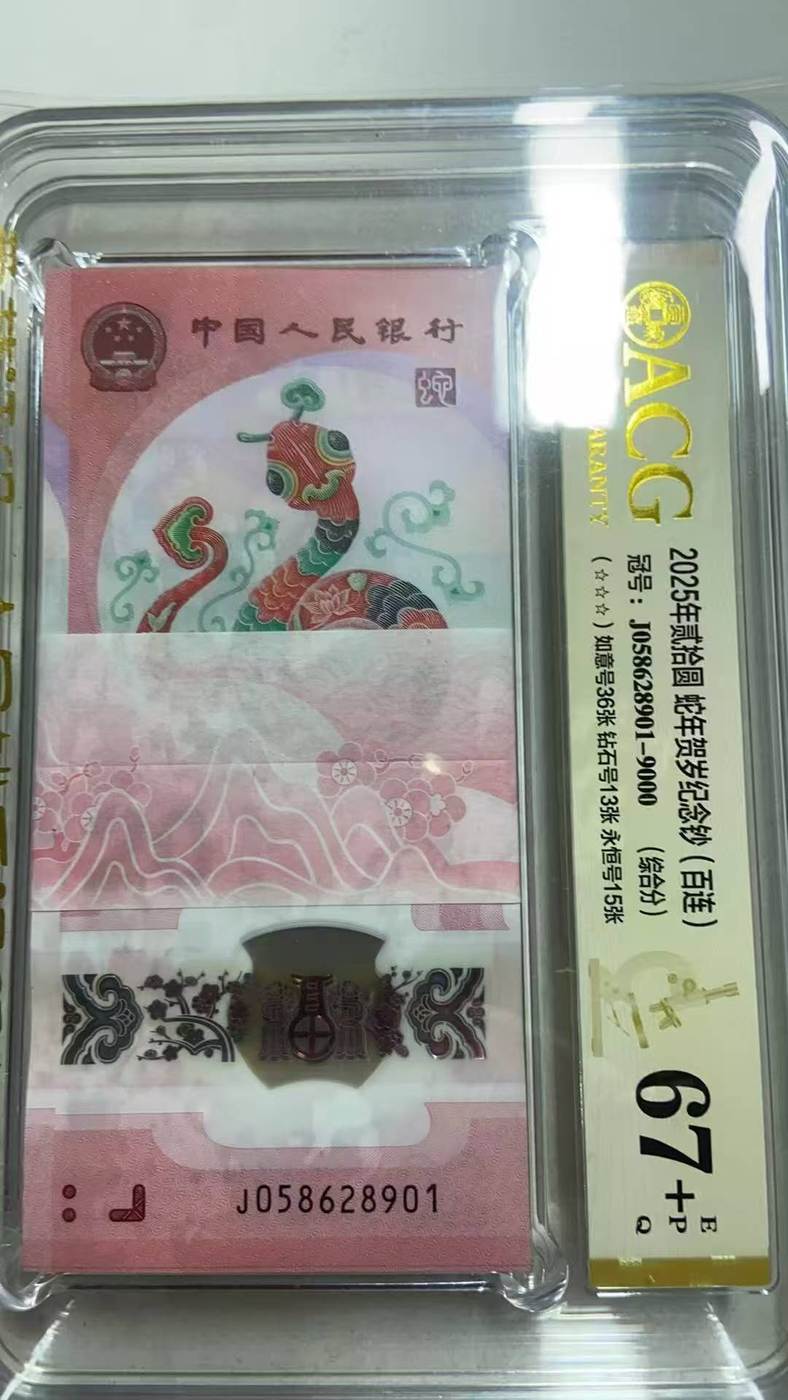 中国人民银行
蛇
J058628901
ACG
2025年贰拾圆 蛇年贺岁纪念钞（百连）
冠号：J058628901-9000 （综合分）
（☆☆☆）如意号36张 钻石号13张 永恒号15张
67+
E
P
Q